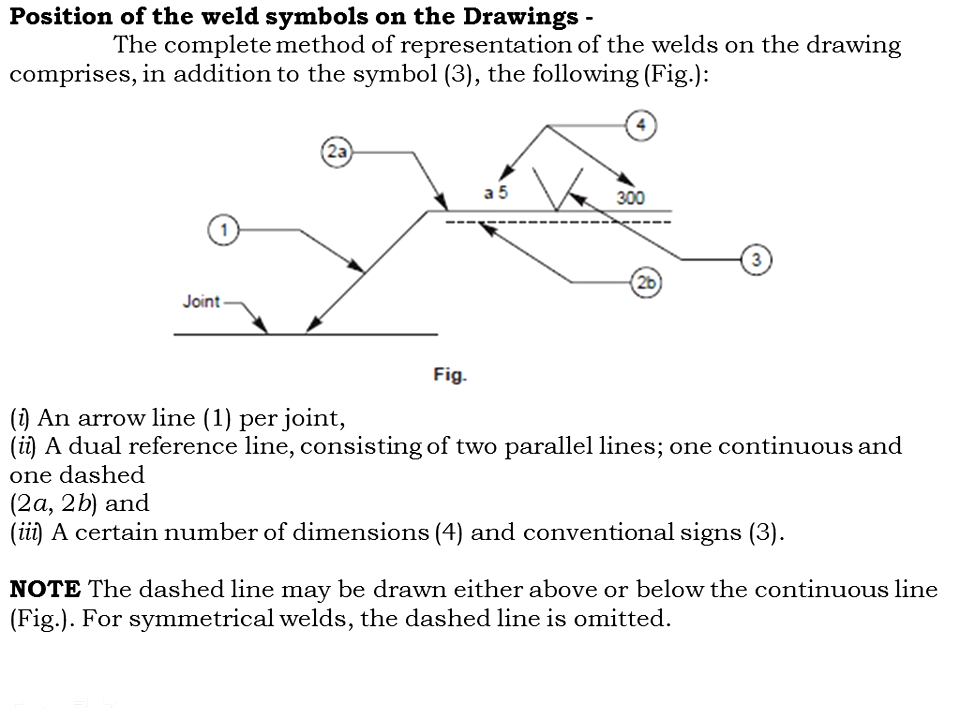 Position of the weld symbols on the Drawings -
The complete method of representation of the welds on the drawing
comprises, in addition to the symbol (3), the following (Fig.):
4
2a
a 5
300
1
3
2b
Joint
Fig.
(i) An arrow line (1) per joint,
(ii) A dual reference line, consisting of two parallel lines; one continuous and
one dashed
(2a, 2b) and
(iii) A certain number of dimensions (4) and conventional signs (3).
NOTE The dashed line may be drawn either above or below the continuous line
(Fig.). For symmetrical welds, the dashed line is omitted.